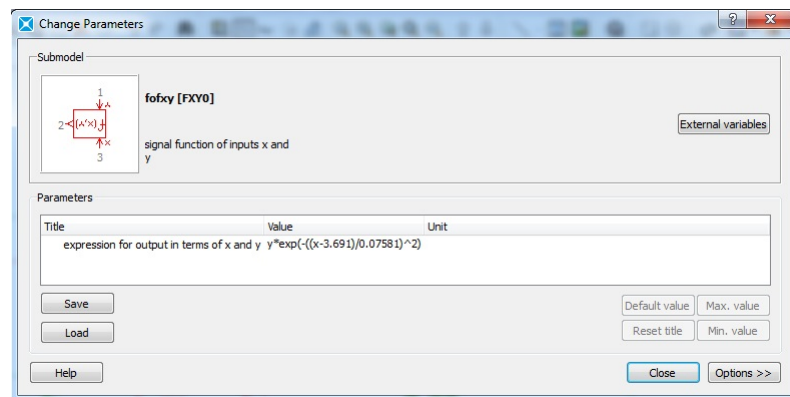 Change Parameters
Submodel
1
y
2 f(x,y)
x
3
fofxy [FXY0]
signal function of inputs x and
y
External variables
Parameters
Title Value Unit
expression for output in terms of x and y y*exp(-((x-3.691)/0.07581)^2)
Save
Default value Max. value
Load
Reset title Min. value
Help
Close Options >>